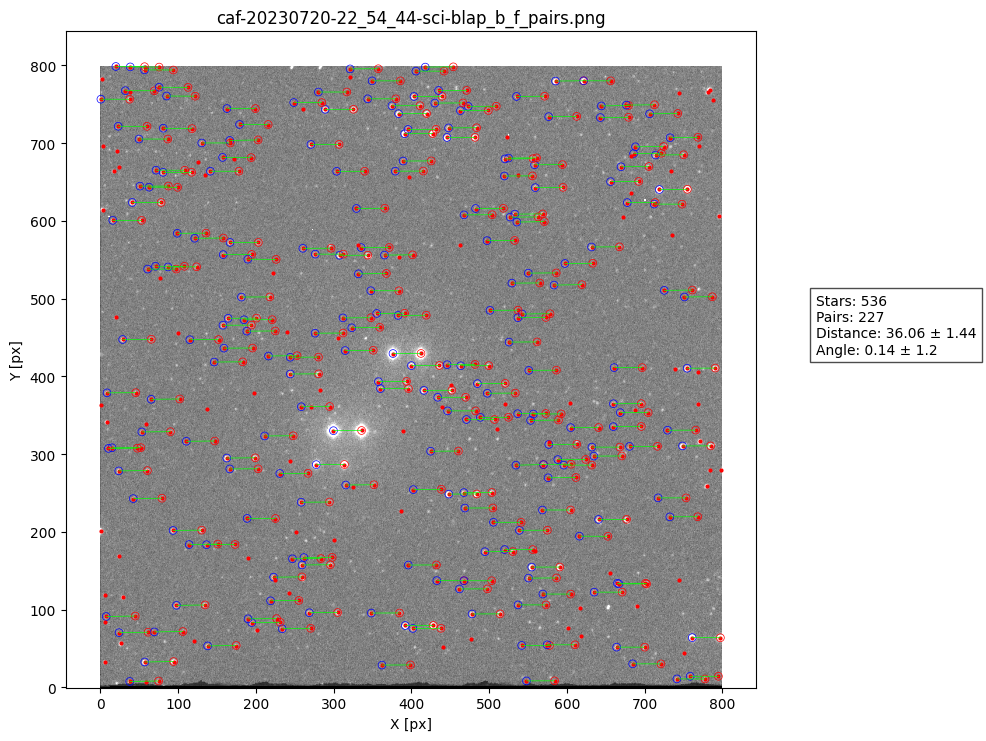 caf-20230720-22_54_44-sci-blap_b_f_pairs.png
800
700
600
500
400
300
200
100
0
Y [px]
0 100 200 300 400 500 600 700 800
X [px]
Stars: 536
Pairs: 227
Distance: 36.06 ± 1.44
Angle: 0.14 ± 1.2